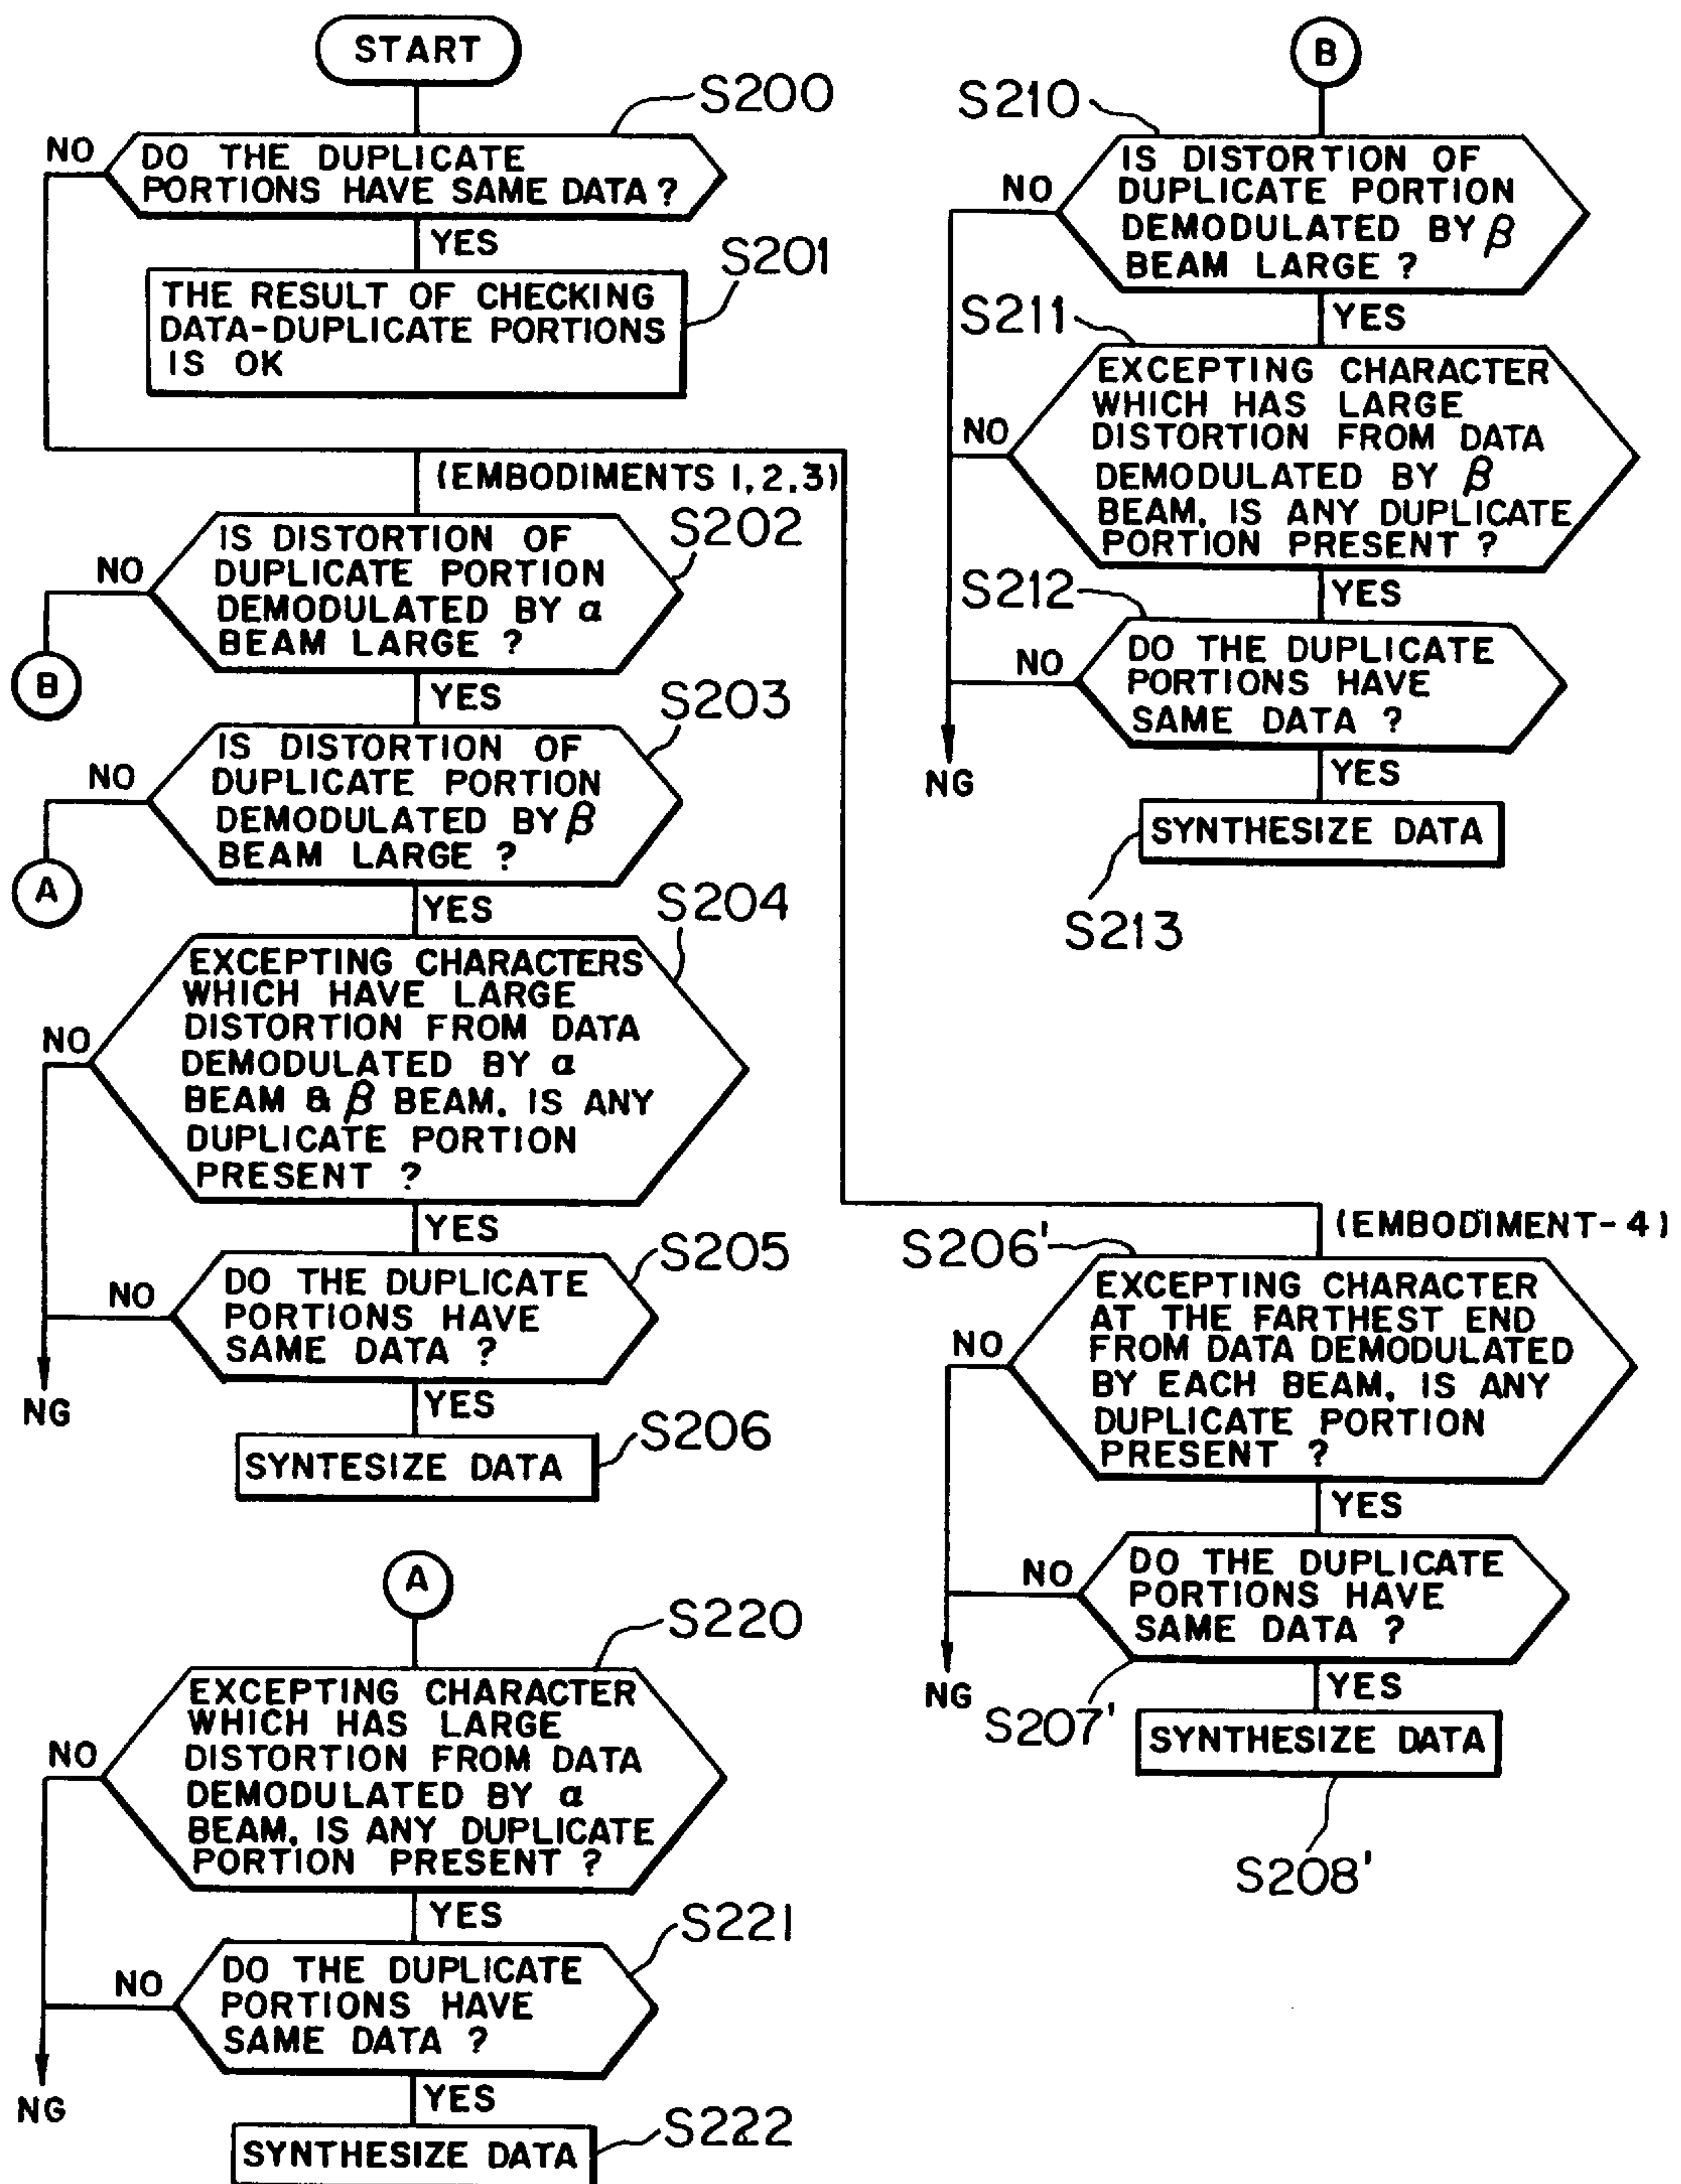 START
S200
NO
DO THE DUPLICATE
PORTIONS HAVE SAME DATA ?
YES
S201
THE RESULT OF CHECKING
DATA-DUPLICATE PORTIONS
IS OK
(EMBODIMENTS 1,2,3)
S202
NO
IS DISTORTION OF
DUPLICATE PORTION
DEMODULATED BY α
BEAM LARGE ?
B
YES
S203
NO
IS DISTORTION OF
DUPLICATE PORTION
DEMODULATED BY β
BEAM LARGE ?
A
YES
S204
NO
EXCEPTING CHARACTERS
WHICH HAVE LARGE
DISTORTION FROM DATA
DEMODULATED BY α
BEAM & β BEAM, IS ANY
DUPLICATE PORTION
PRESENT ?
YES
S205
NO
DO THE DUPLICATE
PORTIONS HAVE
SAME DATA ?
NG
YES
S206
SYNTESIZE DATA
A
S220
NO
EXCEPTING CHARACTER
WHICH HAS LARGE
DISTORTION FROM DATA
DEMODULATED BY α
BEAM, IS ANY DUPLICATE
PORTION PRESENT ?
YES
S221
NO
DO THE DUPLICATE
PORTIONS HAVE
SAME DATA ?
NG
YES
S222
SYNTHESIZE DATA
B
S210
NO
IS DISTORTION OF
DUPLICATE PORTION
DEMODULATED BY β
BEAM LARGE ?
YES
S211
NO
EXCEPTING CHARACTER
WHICH HAS LARGE
DISTORTION FROM DATA
DEMODULATED BY β
BEAM, IS ANY DUPLICATE
PORTION PRESENT ?
YES
S212
NO
DO THE DUPLICATE
PORTIONS HAVE
SAME DATA ?
NG
YES
SYNTHESIZE DATA
S213
(EMBODIMENT-4)
S206'
NO
EXCEPTING CHARACTER
AT THE FARTHEST END
FROM DATA DEMODULATED
BY EACH BEAM, IS ANY
DUPLICATE PORTION
PRESENT ?
YES
NO
DO THE DUPLICATE
PORTIONS HAVE
SAME DATA ?
NG
S207'
YES
SYNTHESIZE DATA
S208'